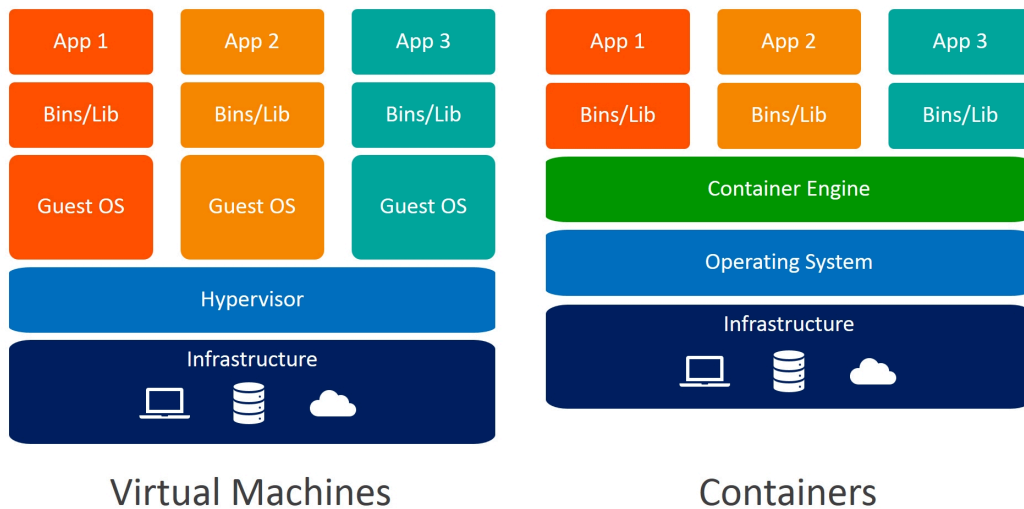 App 1
App 2
App 3
Bins/Lib
Bins/Lib
Bins/Lib
Guest OS
Guest OS
Guest OS
Hypervisor
Infrastructure
Virtual Machines
App 1
App 2
App 3
Bins/Lib
Bins/Lib
Bins/Lib
Container Engine
Operating System
Infrastructure
Containers